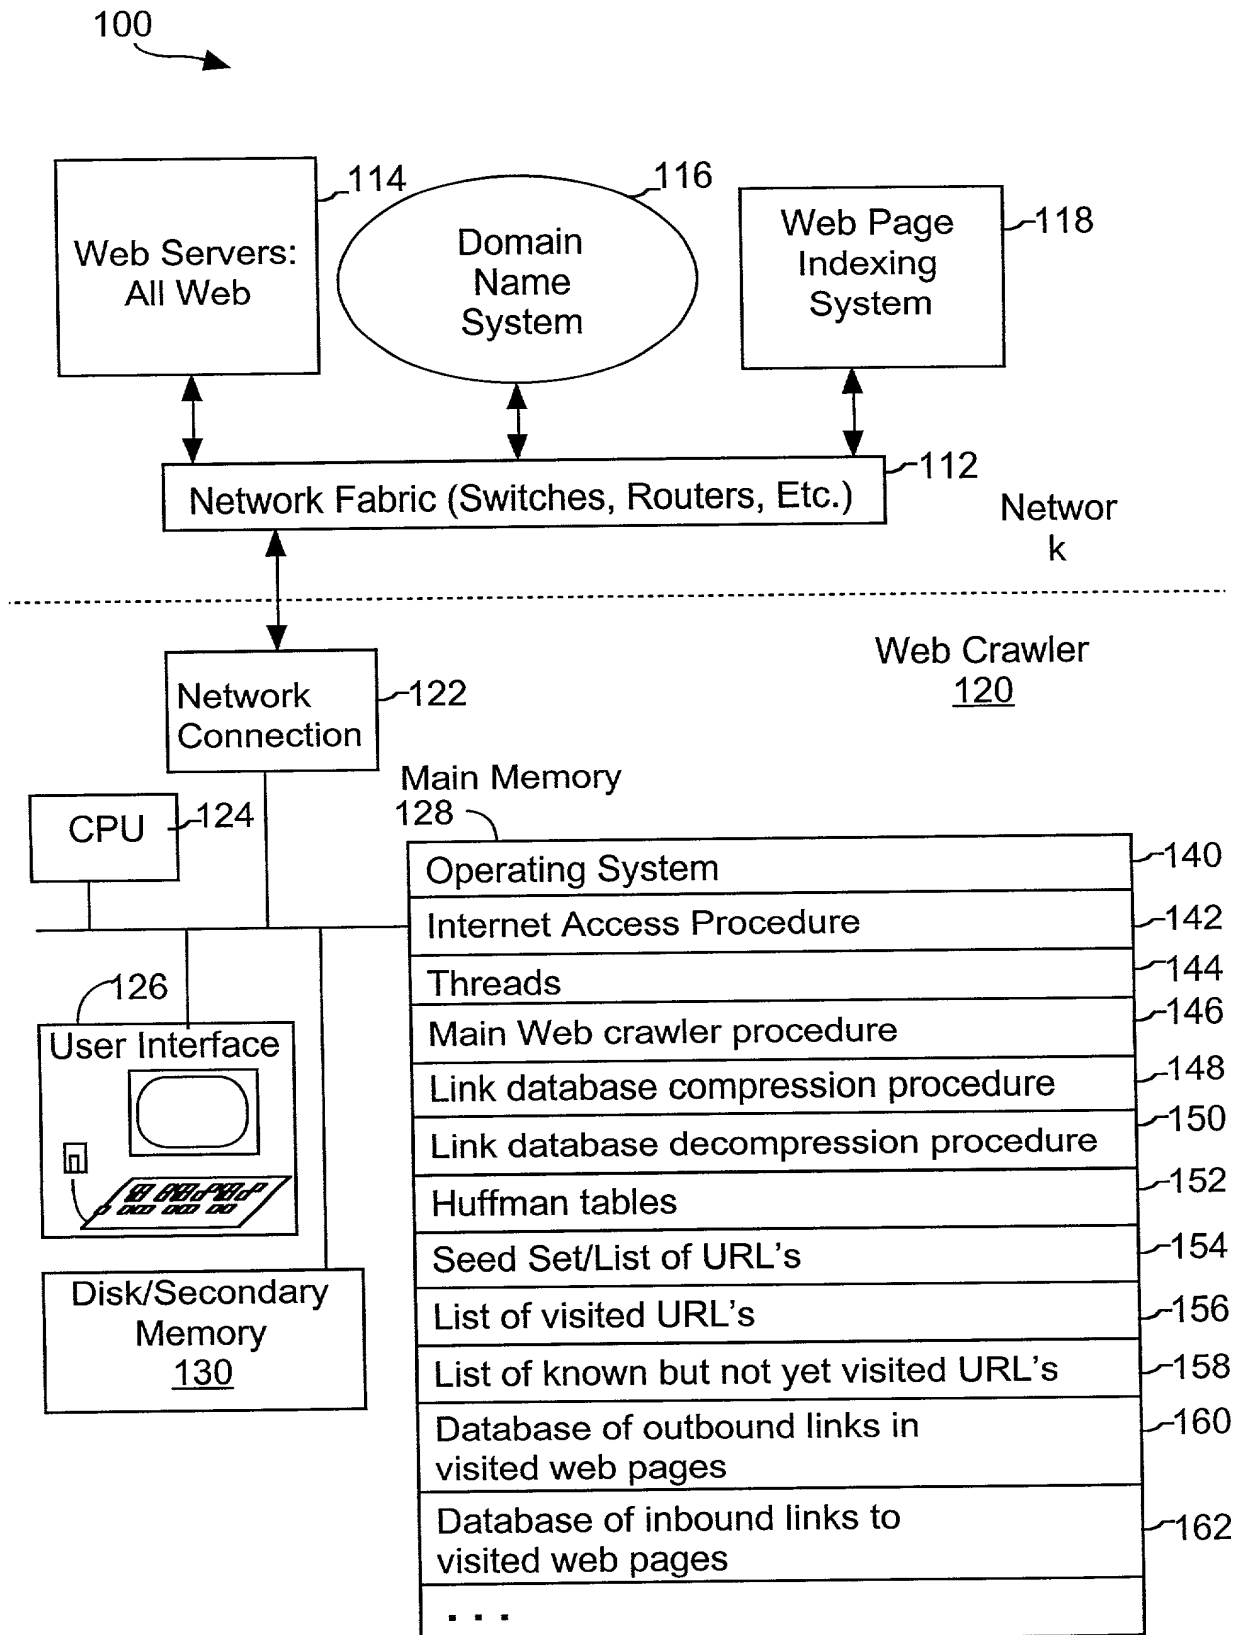 100
114
Web Servers:
All Web
116
Domain
Name
System
118
Web Page
Indexing
System
112
Network Fabric (Switches, Routers, Etc.)
Networ
k
Web Crawler
120
Network
Connection
122
CPU
124
Main Memory
128
Operating System
140
Internet Access Procedure
142
Threads
144
Main Web crawler procedure
146
Link database compression procedure
148
Link database decompression procedure
150
Huffman tables
152
Seed Set/List of URL's
154
List of visited URL's
156
List of known but not yet visited URL's
158
Database of outbound links in
visited web pages
160
Database of inbound links to
visited web pages
162
. . .
126
User Interface
Disk/Secondary
Memory
130